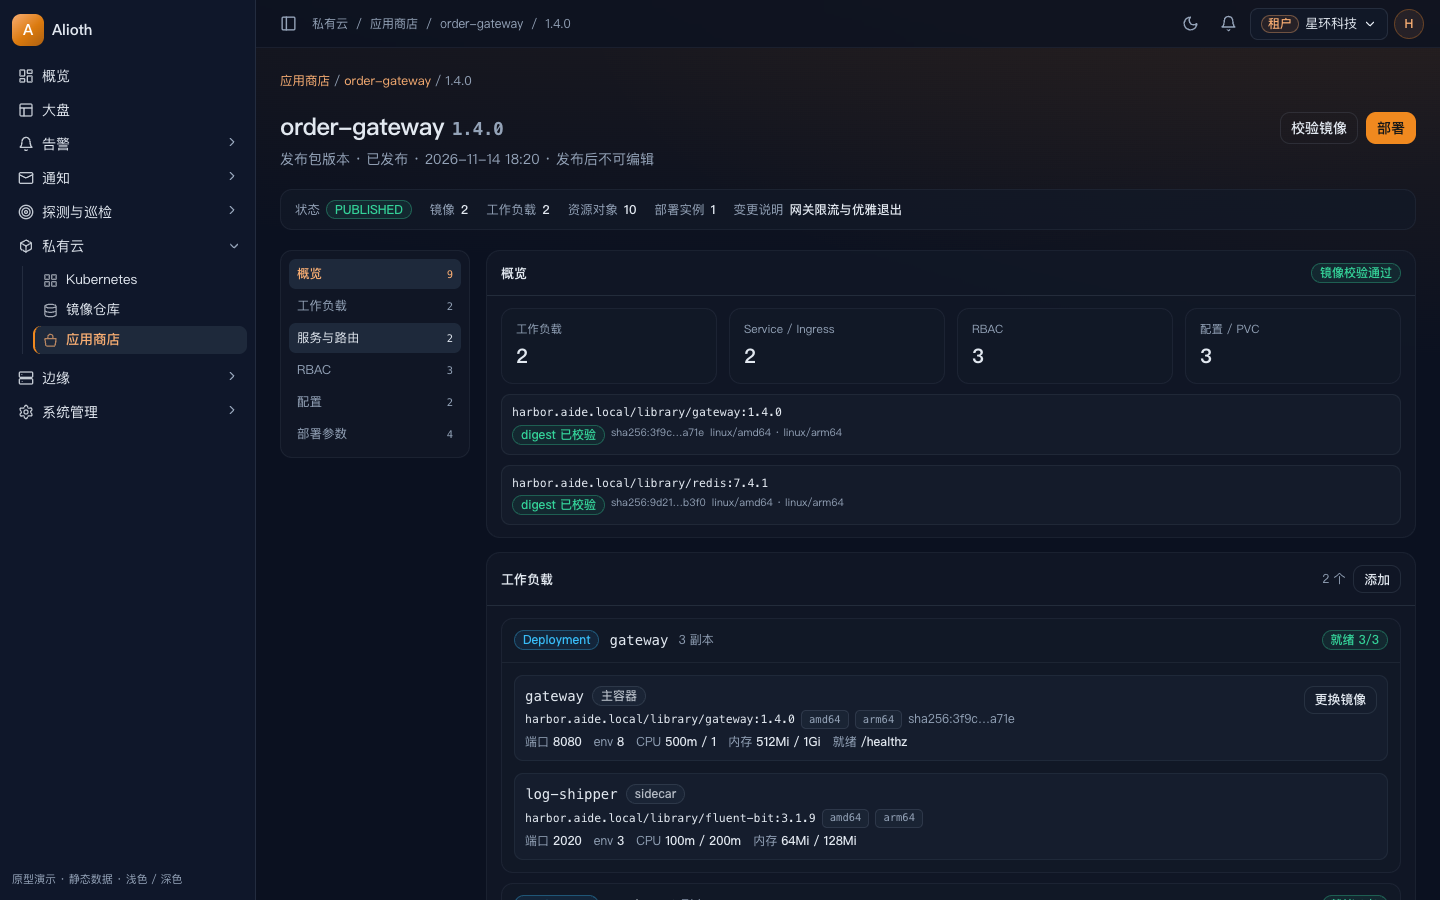 A Alioth
概览
大盘
告警
通知
探测与巡检
私有云
Kubernetes
镜像仓库
应用商店
边缘
系统管理
原型演示 · 静态数据 · 浅色 / 深色
私有云 / 应用商店 / order-gateway / 1.4.0
租户 星环科技
H
应用商店 / order-gateway / 1.4.0
order-gateway 1.4.0
校验镜像 部署
发布包版本 · 已发布 · 2026-11-14 18:20 · 发布后不可编辑
状态 PUBLISHED 镜像 2 工作负载 2 资源对象 10 部署实例 1 变更说明 网关限流与优雅退出
概览 9
工作负载 2
服务与路由 2
RBAC 3
配置 2
部署参数 4
概览 镜像校验通过
工作负载
2
Service / Ingress
2
RBAC
3
配置 / PVC
3
harbor.aide.local/library/gateway:1.4.0
digest 已校验 sha256:3f9c…a71e linux/amd64 · linux/arm64
harbor.aide.local/library/redis:7.4.1
digest 已校验 sha256:9d21…b3f0 linux/amd64 · linux/arm64
工作负载 2 个 添加
Deployment gateway 3 副本 就绪 3/3
gateway 主容器 更换镜像
harbor.aide.local/library/gateway:1.4.0 amd64 arm64 sha256:3f9c…a71e
端口 8080 env 8 CPU 500m / 1 内存 512Mi / 1Gi 就绪 /healthz
log-shipper sidecar
harbor.aide.local/library/fluent-bit:3.1.9 amd64 arm64
端口 2020 env 3 CPU 100m / 200m 内存 64Mi / 128Mi